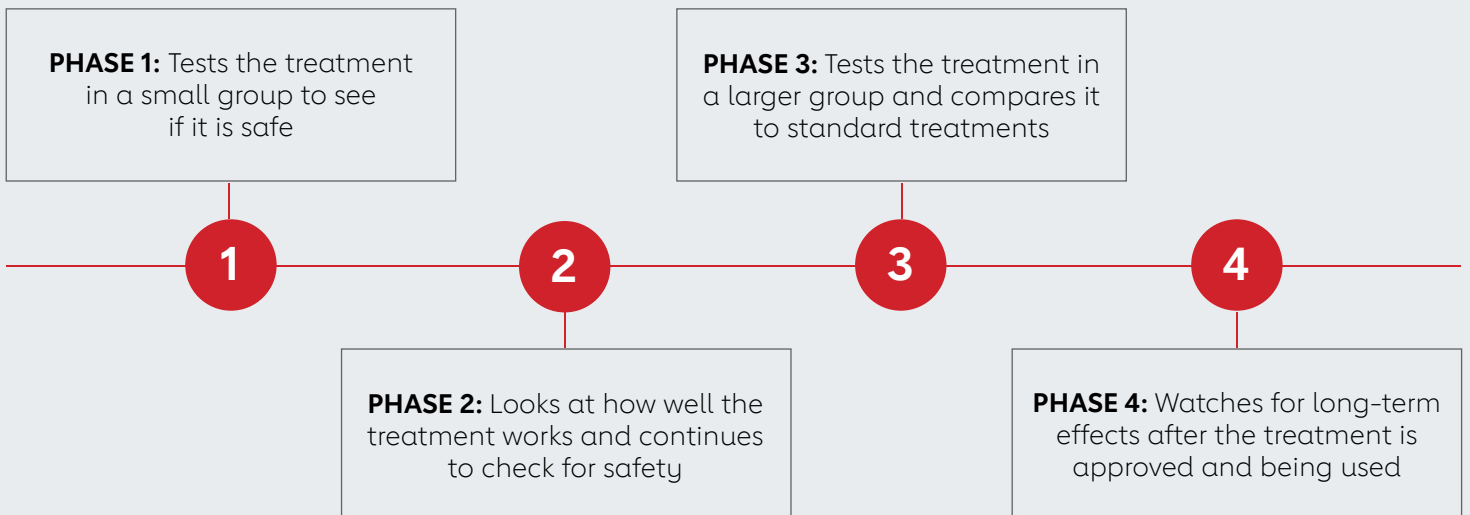 PHASE 1: Tests the treatment
in a small group to see
if it is safe
PHASE 3: Tests the treatment in
a larger group and compares it
to standard treatments
1
2
3
4
PHASE 2: Looks at how well the
treatment works and continues
to check for safety
PHASE 4: Watches for long-term
effects after the treatment is
approved and being used